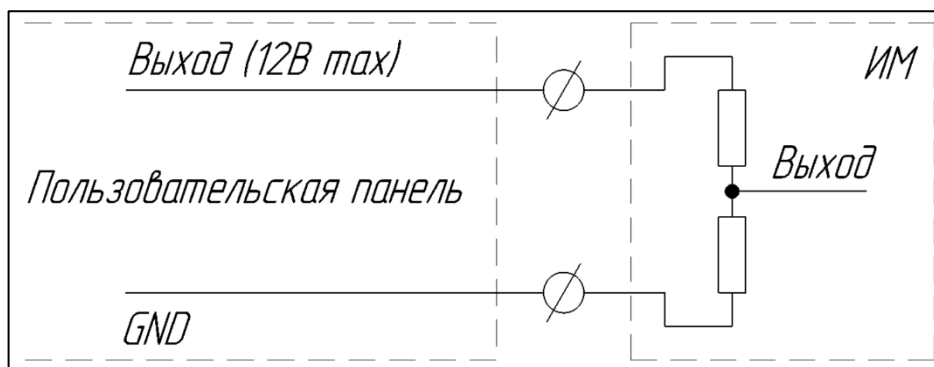 Выход (12В max)
ИМ
Выход
Пользовательская панель
GND